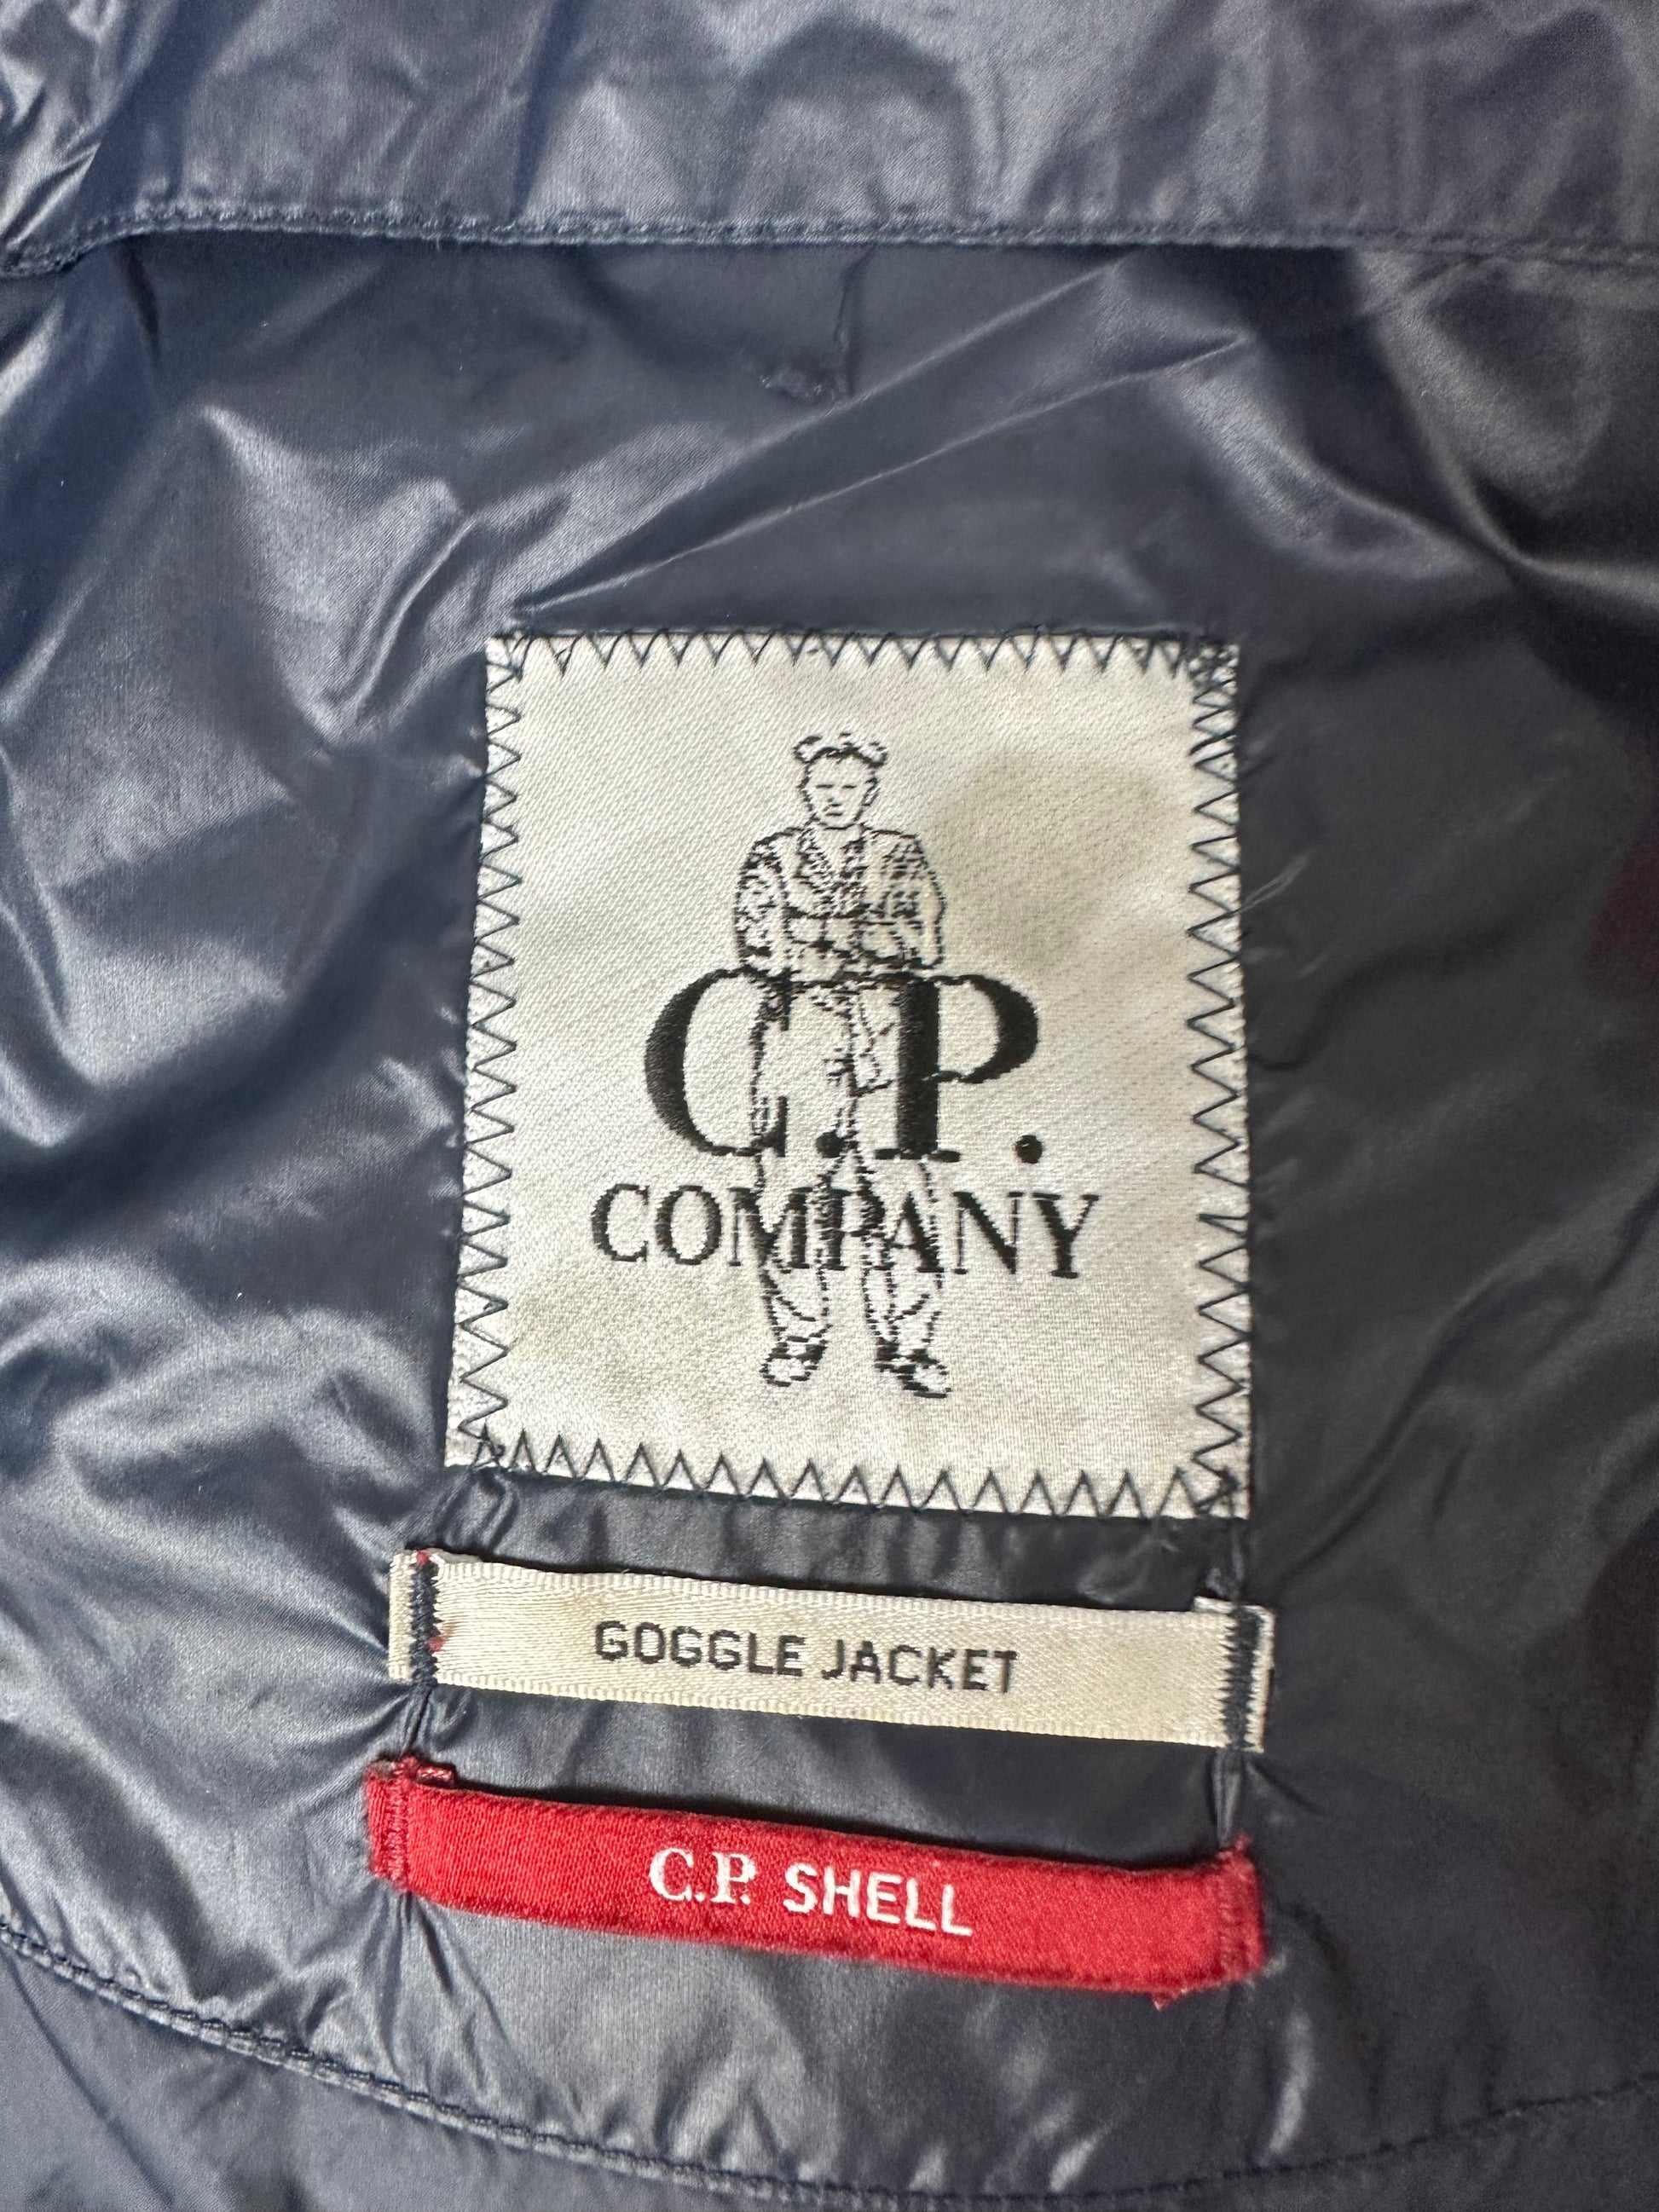 C.P.
COMPANY
GOGGLE JACKET
C.P. SHELL